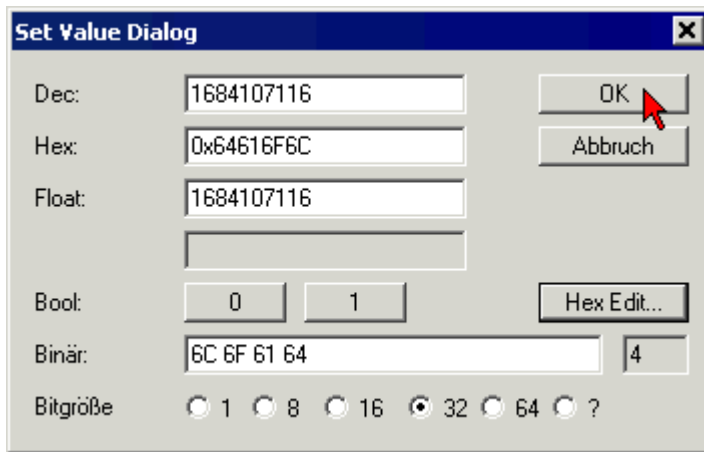 Set Value Dialog
Dec: 1684107116 OK
Hex: 0x64616F6C Abbruch
Float: 1684107116
Bool: 0 1 Hex Edit...
Binär: 6C 6F 61 64 4
Bitgröße 1 8 16 32 64 ?